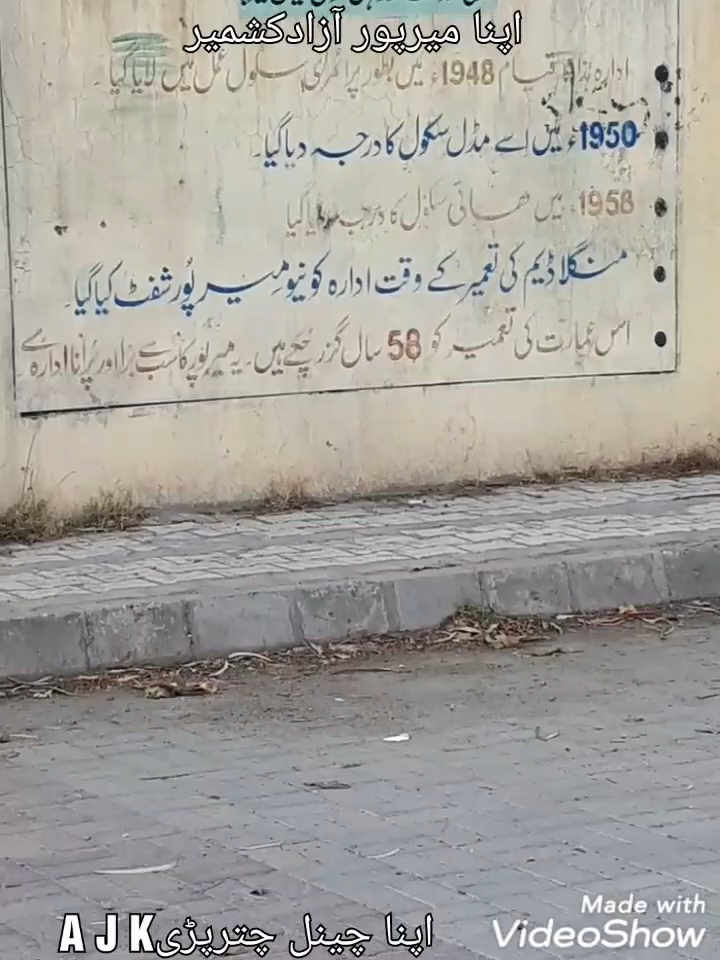 اپنا میرپور آزادکشمیر
ادارہ ہذا کا قیام 1948ء میں بطور پرائمری سکول عمل میں لایا گیا
1950ء میں اسے مڈل سکول کا درجہ دیا گیا۔
1958ء میں ہائی سکول کا درجہ دیا گیا
منگلا ڈیم کی تعمیر کے وقت ادارہ کو نیو میرپور شفٹ کیا گیا۔
اس عمارت کی تعمیر کو 58 سال گزر چکے ہیں۔ یہ میرپور کا سب سے بڑا اور پرانا ادارہ ہے
اپنا چینل چترپڑی A J K
Made with
VideoShow